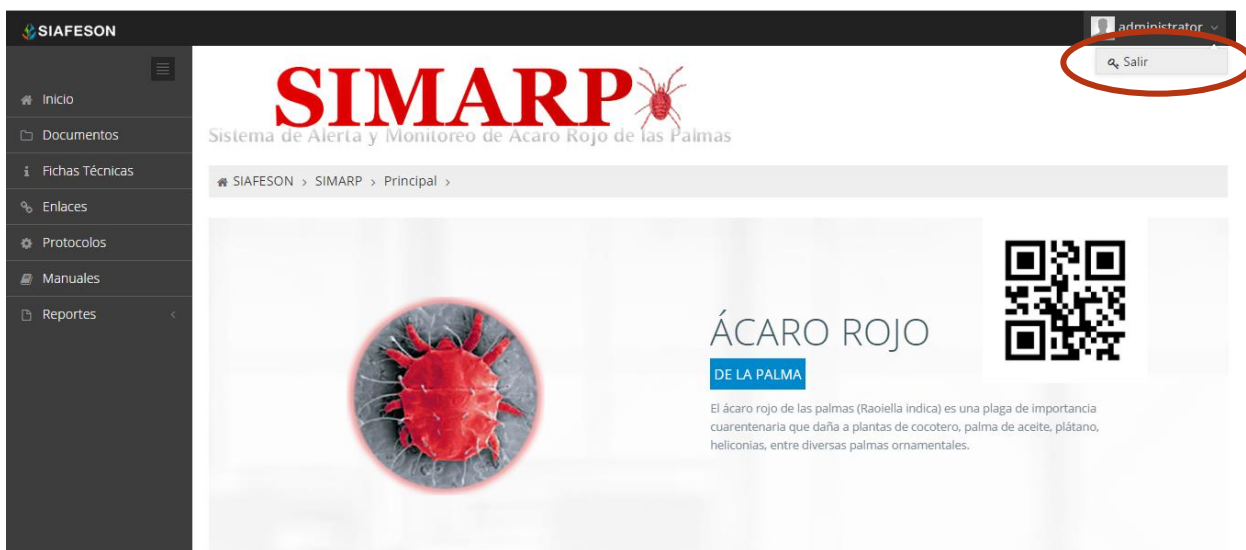 SIAFESON
administrator
Salir
Inicio
Documentos
Fichas Técnicas
Enlaces
Protocolos
Manuales
Reportes
SIMARP
Sistema de Alerta y Monitoreo de Acaro Rojo de las Palmas
SIAFESON > SIMARP > Principal >
ÁCARO ROJO
DE LA PALMA
El ácaro rojo de las palmas (Raoiella indica) es una plaga de importancia
cuarentenaria que daña a plantas de cocotero, palma de aceite, plátano,
heliconias, entre diversas palmas ornamentales.